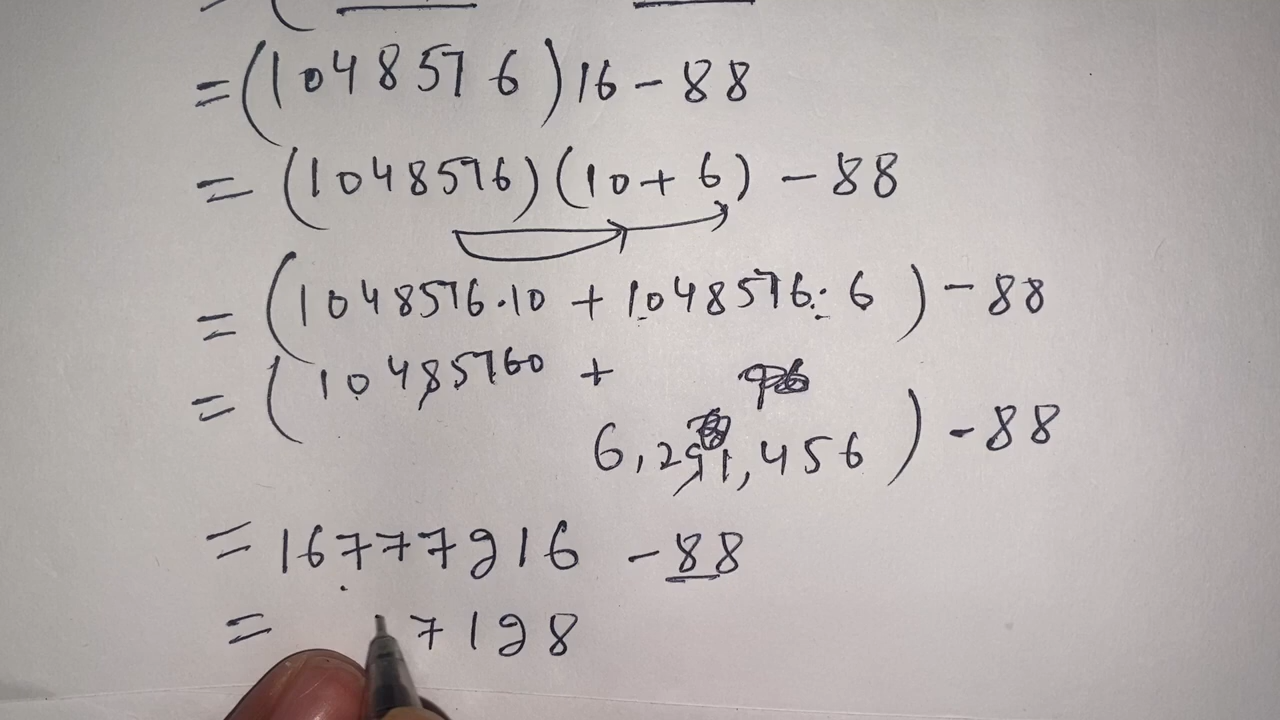 = (
=(1048576)16-88
= (1048576)(10+6) -88
= (1048576.10+1048576.6) -88
= (10485760 +
6,291,456) -88
= 16777216 -88
= 7128